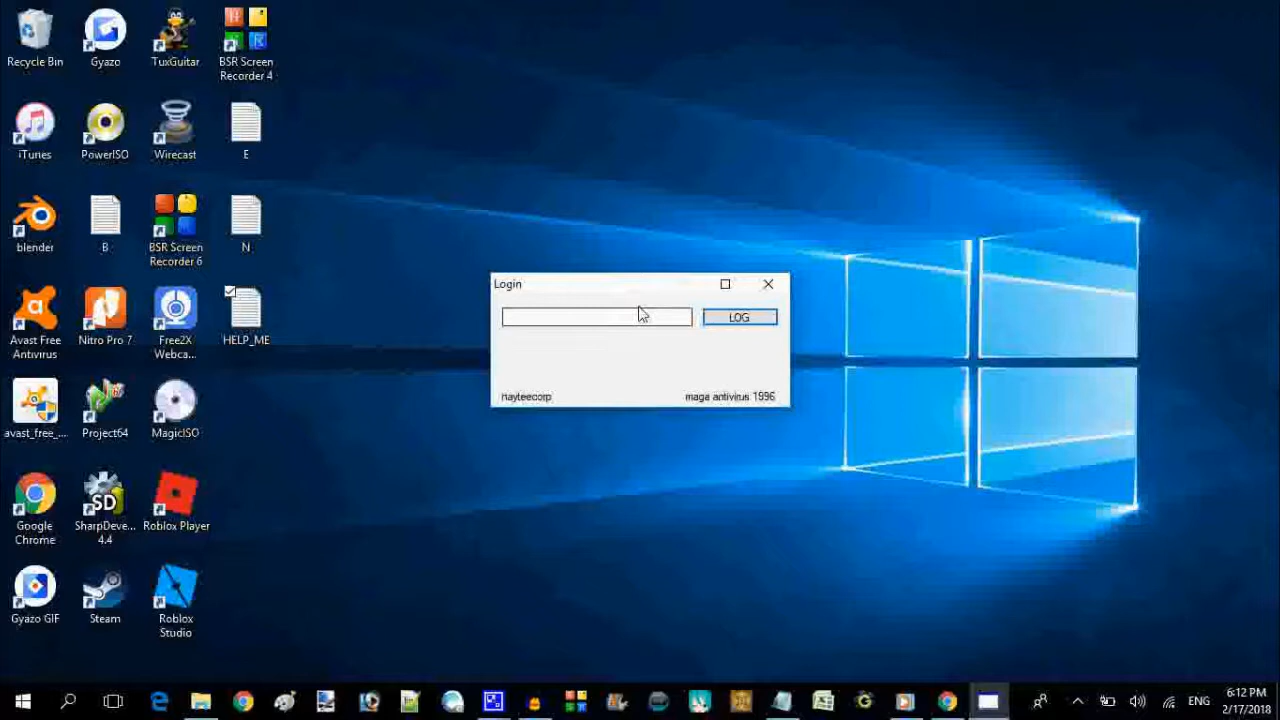 Recycle Bin
Gyazo
TuxGuitar
BSR Screen
Recorder 4
iTunes
PowerISO
Wirecast
E
blender
B
BSR Screen
Recorder 6
N
Avast Free
Antivirus
Nitro Pro 7
Free2X
Webca...
HELP_ME
avast_free_...
Project64
MagicISO
Google
Chrome
SD
SharpDeve...
4.4
Roblox Player
Gyazo GIF
Steam
Roblox
Studio
Login
LOG
nayteecorp
maga antivirus 1996
ENG
6:12 PM
2/17/2018